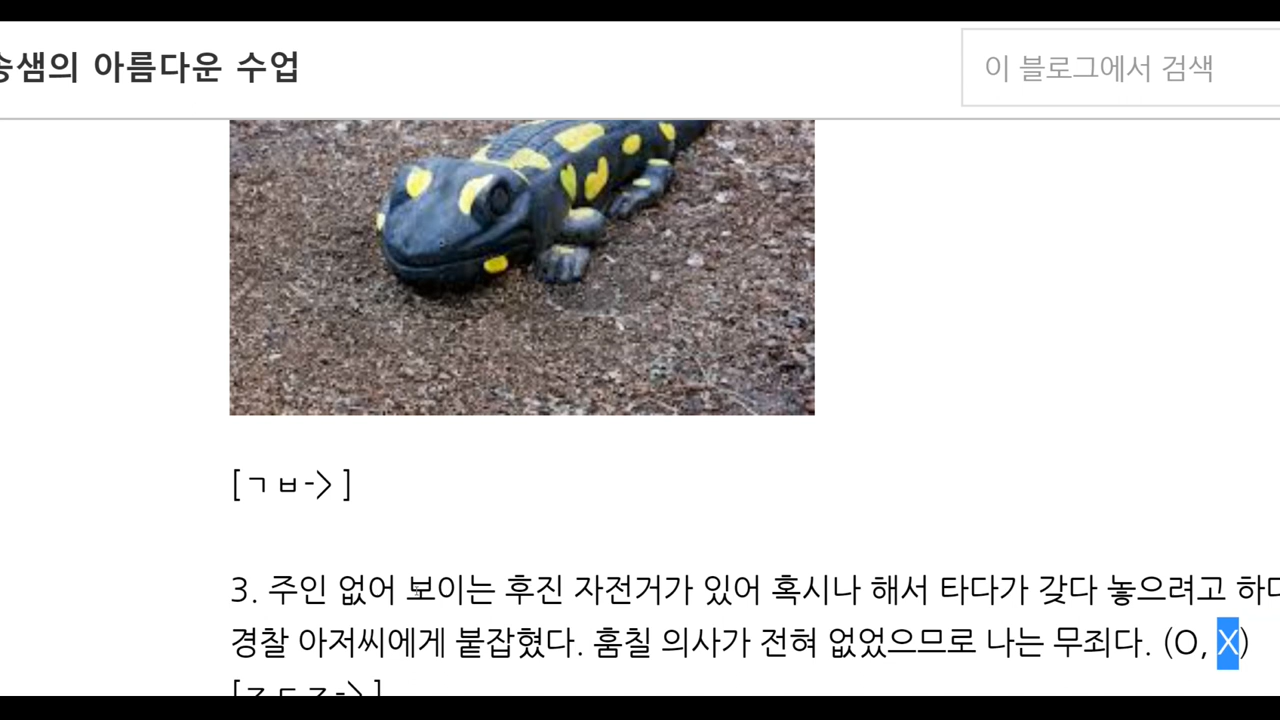 송샘의 아름다운 수업
이 블로그에서 검색
[ㄱㅂ->]
3. 주인 없어 보이는 후진 자전거가 있어 혹시나 해서 타다가 갖다 놓으려고 하다
경찰 아저씨에게 붙잡혔다. 훔칠 의사가 전혀 없었으므로 나는 무죄다. (O, X)